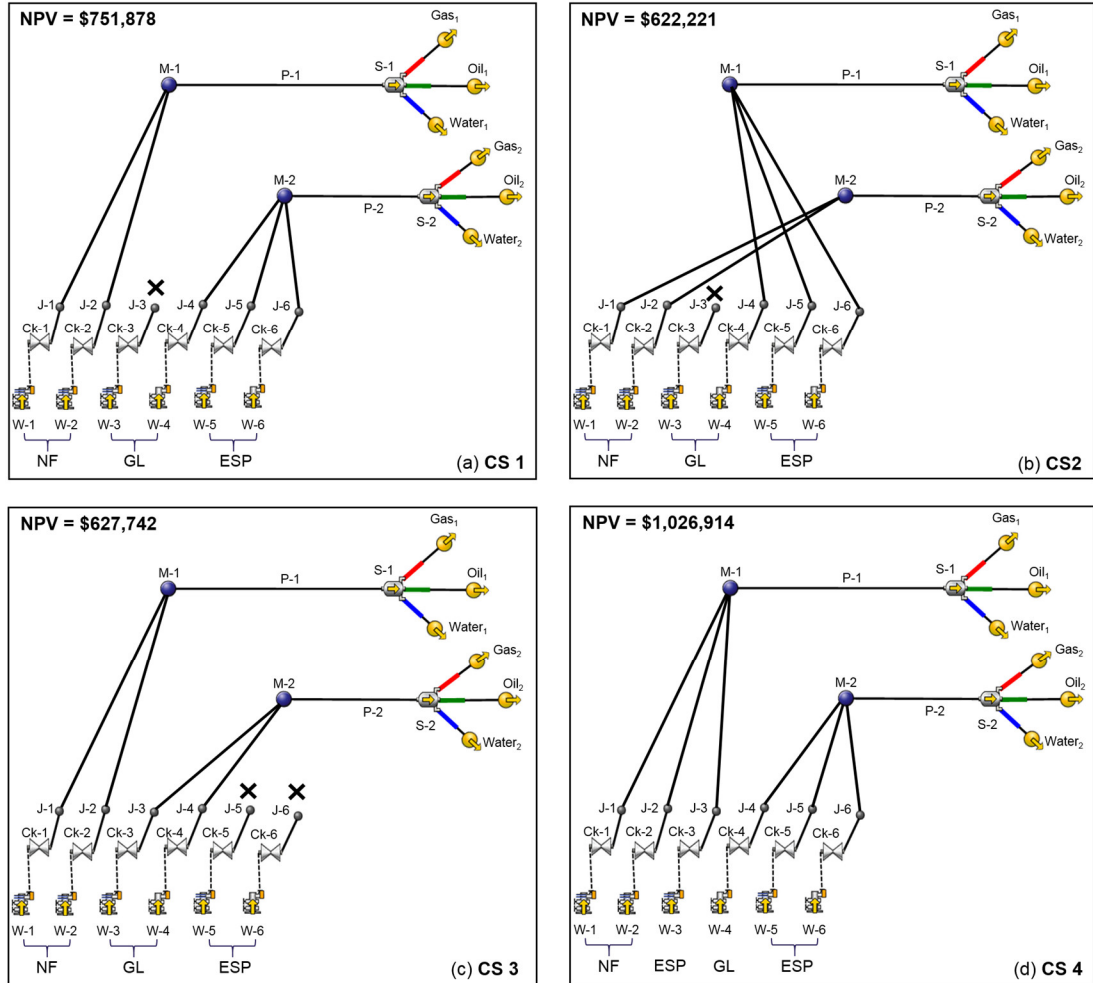 NPV = $751,878
Gas1
M-1
P-1
S-1
Oil1
Water1
Gas2
M-2
Oil2
P-2
S-2
Water2
J-1 J-2 J-3 J-4 J-5 J-6
Ck-1 Ck-2 Ck-3 Ck-4 Ck-5 Ck-6
W-1 W-2 W-3 W-4 W-5 W-6
NF GL ESP
(a) CS 1
NPV = $622,221
Gas1
M-1
P-1
S-1
Oil1
Water1
Gas2
M-2
Oil2
P-2
S-2
Water2
J-1 J-2 J-3 J-4 J-5 J-6
Ck-1 Ck-2 Ck-3 Ck-4 Ck-5 Ck-6
W-1 W-2 W-3 W-4 W-5 W-6
NF GL ESP
(b) CS2
NPV = $627,742
Gas1
M-1
P-1
S-1
Oil1
Water1
Gas2
M-2
Oil2
P-2
S-2
Water2
J-1 J-2 J-3 J-4 J-5 J-6
Ck-1 Ck-2 Ck-3 Ck-4 Ck-5 Ck-6
W-1 W-2 W-3 W-4 W-5 W-6
NF GL ESP
(c) CS 3
NPV = $1,026,914
Gas1
M-1
P-1
S-1
Oil1
Water1
Gas2
M-2
Oil2
P-2
S-2
Water2
J-1 J-2 J-3 J-4 J-5 J-6
Ck-1 Ck-2 Ck-3 Ck-4 Ck-5 Ck-6
W-1 W-2 W-3 W-4 W-5 W-6
NF ESP GL ESP
(d) CS 4